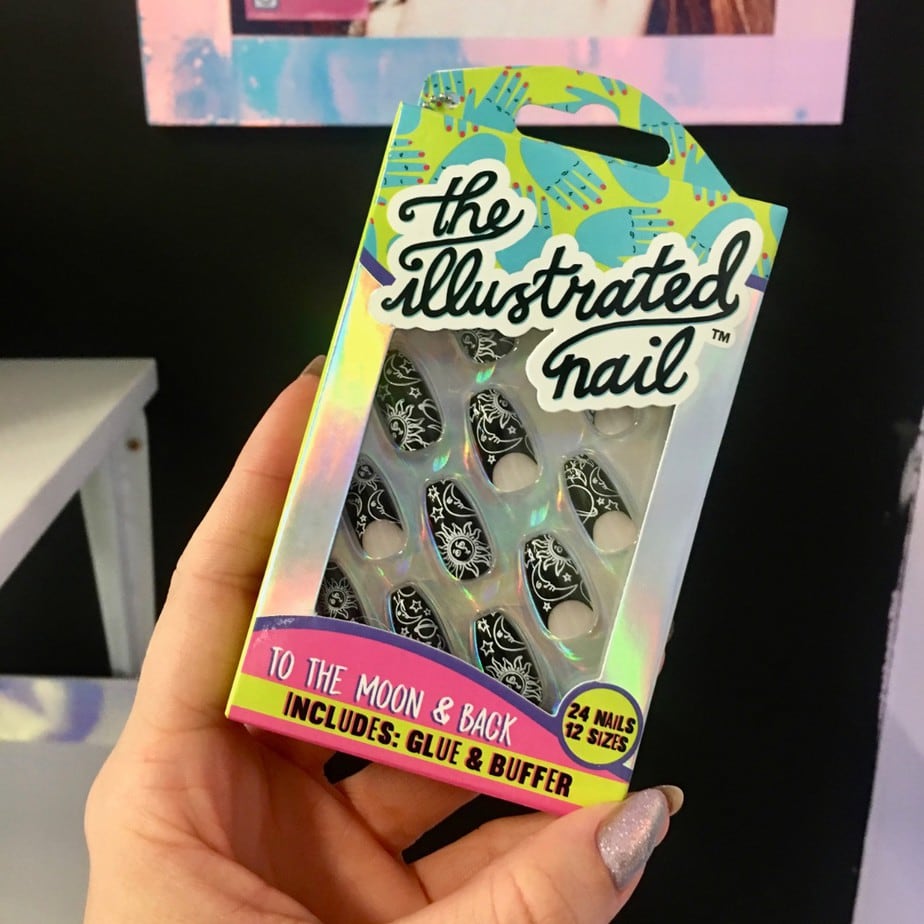 the
illustrated
nail™
TO THE MOON & BACK
INCLUDES: GLUE & BUFFER
24 NAILS
12 SIZES